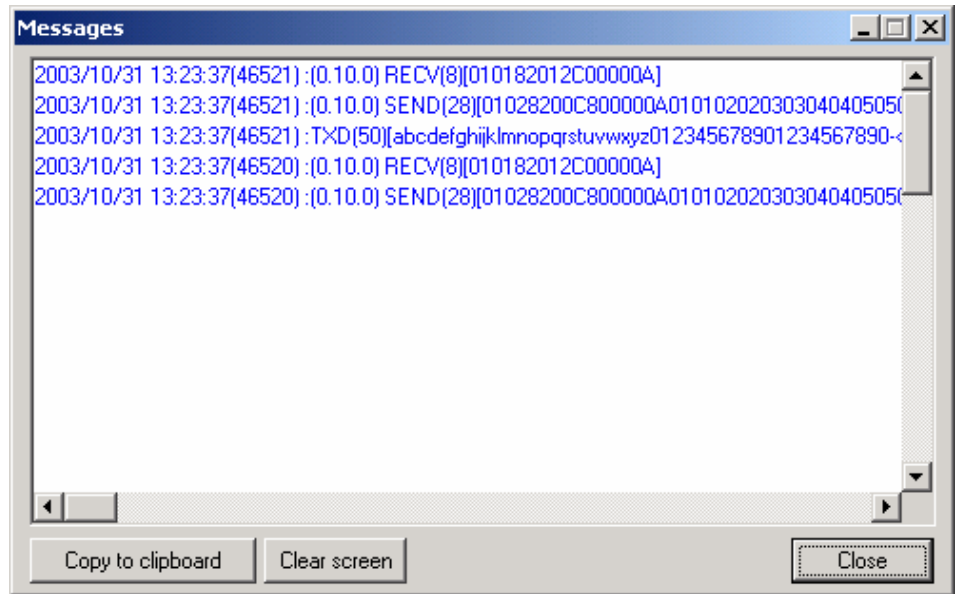 Messages
2003/10/31 13:23:37(46521) :(0.10.0) RECV(8)[010182012C00000A]
2003/10/31 13:23:37(46521) :(0.10.0) SEND(28)[01028200C800000A010102020303040405050
2003/10/31 13:23:37(46521) :TXD(50)[abcdefghijklmnopqrstuvwxyz012345678901234567890-<
2003/10/31 13:23:37(46520) :(0.10.0) RECV(8)[010182012C00000A]
2003/10/31 13:23:37(46520) :(0.10.0) SEND(28)[01028200C800000A01010202030304040505(
Copy to clipboard Clear screen Close